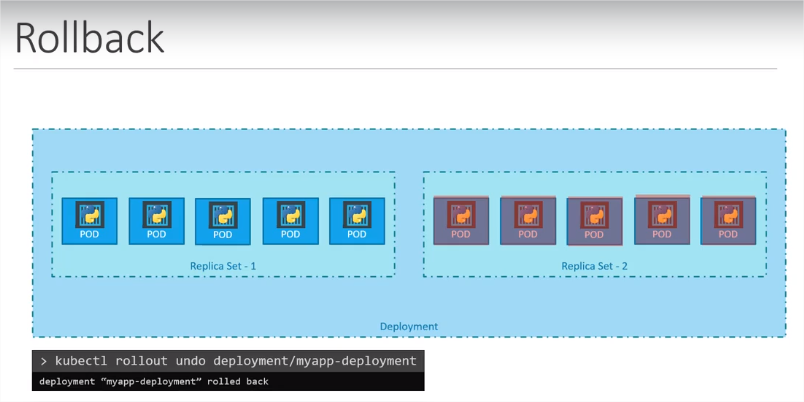 Rollback
POD POD POD POD POD POD POD POD POD POD
Replica Set - 1 Replica Set - 2
Deployment
> kubectl rollout undo deployment/myapp-deployment
deployment “myapp-deployment” rolled back